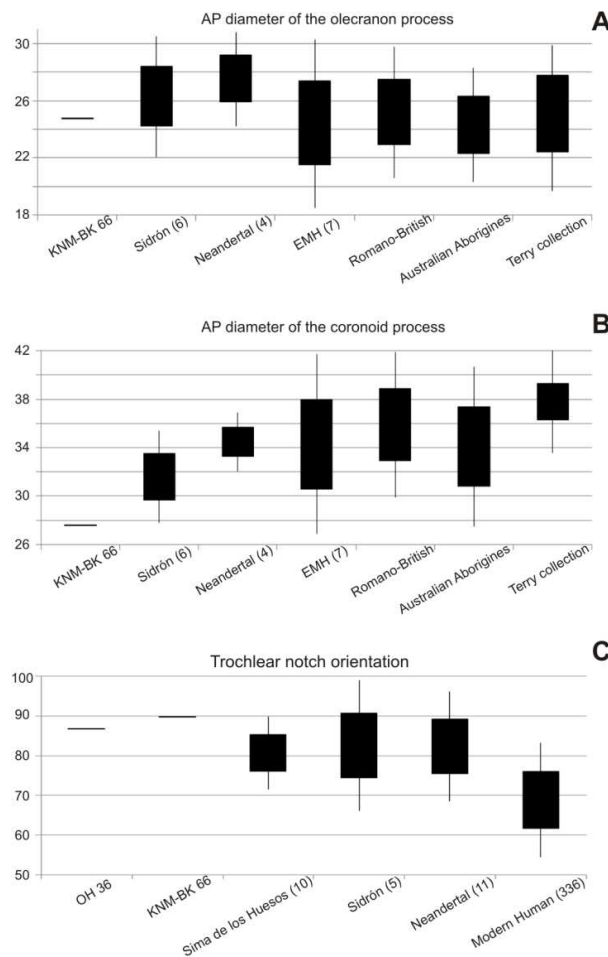 AP diameter of the olecranon process
A
30
26
22
18
KNM-BK 66
Sidrón (6)
Neandertal (4)
EMH (7)
Romano-British
Australian Aborigines
Terry collection
B
AP diameter of the coronoid process
42
38
34
30
26
KNM-BK 66
Sidrón (6)
Neandertal (4)
EMH (7)
Romano-British
Australian Aborigines
Terry collection
C
Trochlear notch orientation
100
90
80
70
60
50
OH 36
KNM-BK 66
Sima de los Huesos (10)
Sidrón (5)
Neandertal (11)
Modern Human (336)